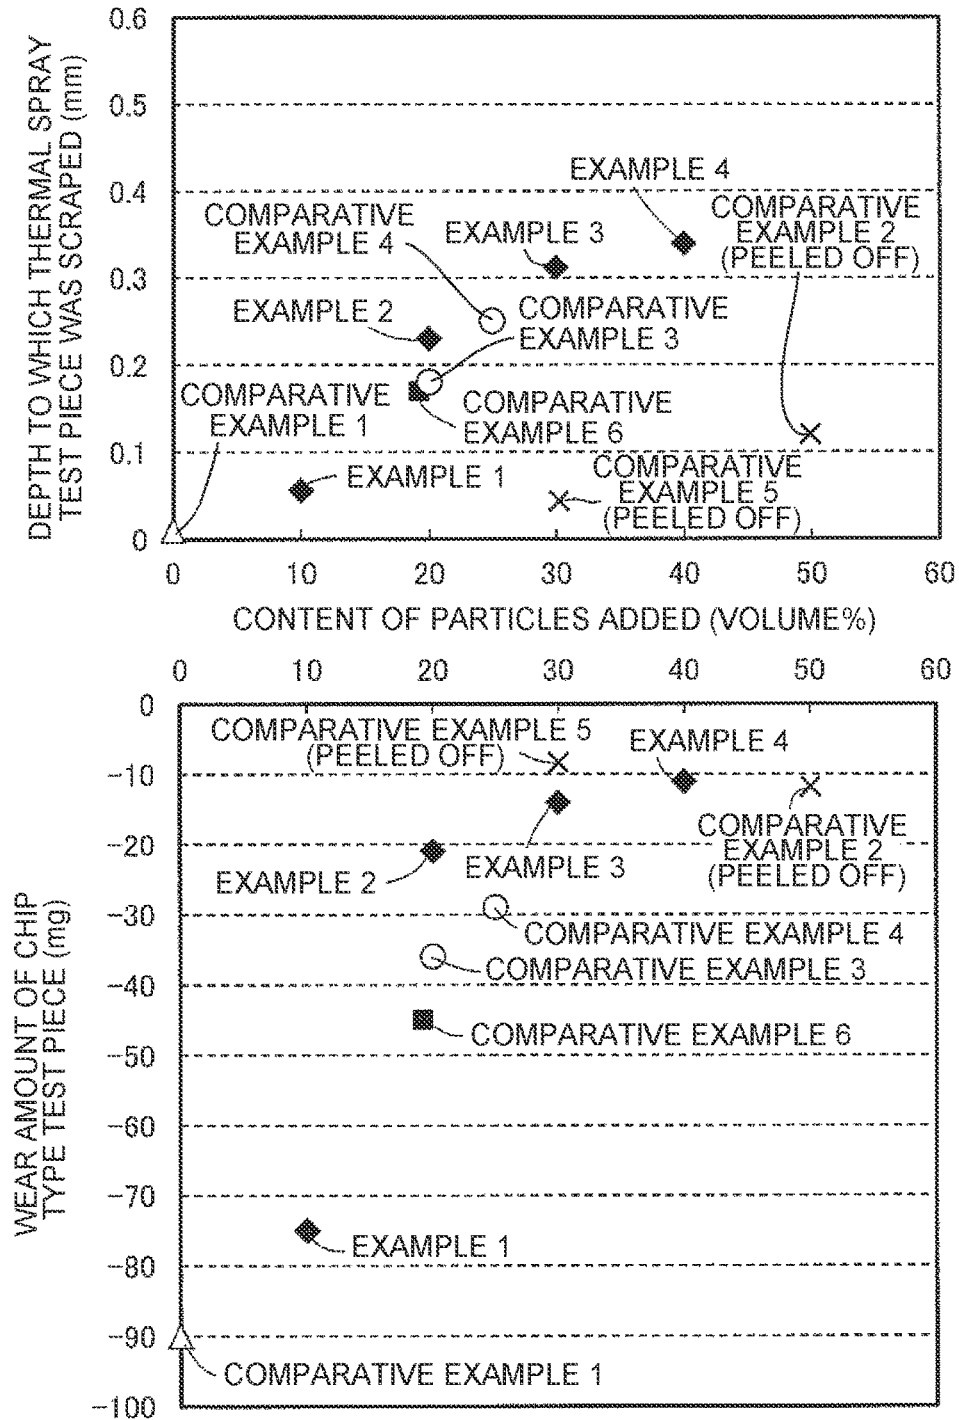 DEPTH TO WHICH THERMAL SPRAY
TEST PIECE WAS SCRAPED (mm)
0.6
0.5
0.4
0.3
0.2
0.1
0
EXAMPLE 4
COMPARATIVE
EXAMPLE 2
(PEELED OFF)
COMPARATIVE
EXAMPLE 4
EXAMPLE 3
EXAMPLE 2
COMPARATIVE
EXAMPLE 3
COMPARATIVE
EXAMPLE 1
COMPARATIVE
EXAMPLE 6
EXAMPLE 1
COMPARATIVE
EXAMPLE 5
(PEELED OFF)
0 10 20 30 40 50 60
CONTENT OF PARTICLES ADDED (VOLUME%)
0 10 20 30 40 50 60
WEAR AMOUNT OF CHIP
TYPE TEST PIECE (mg)
0
−10
−20
−30
−40
−50
−60
−70
−80
−90
−100
COMPARATIVE EXAMPLE 5
(PEELED OFF)
EXAMPLE 4
COMPARATIVE
EXAMPLE 2
(PEELED OFF)
EXAMPLE 3
EXAMPLE 2
COMPARATIVE EXAMPLE 4
COMPARATIVE EXAMPLE 3
COMPARATIVE EXAMPLE 6
EXAMPLE 1
COMPARATIVE EXAMPLE 1